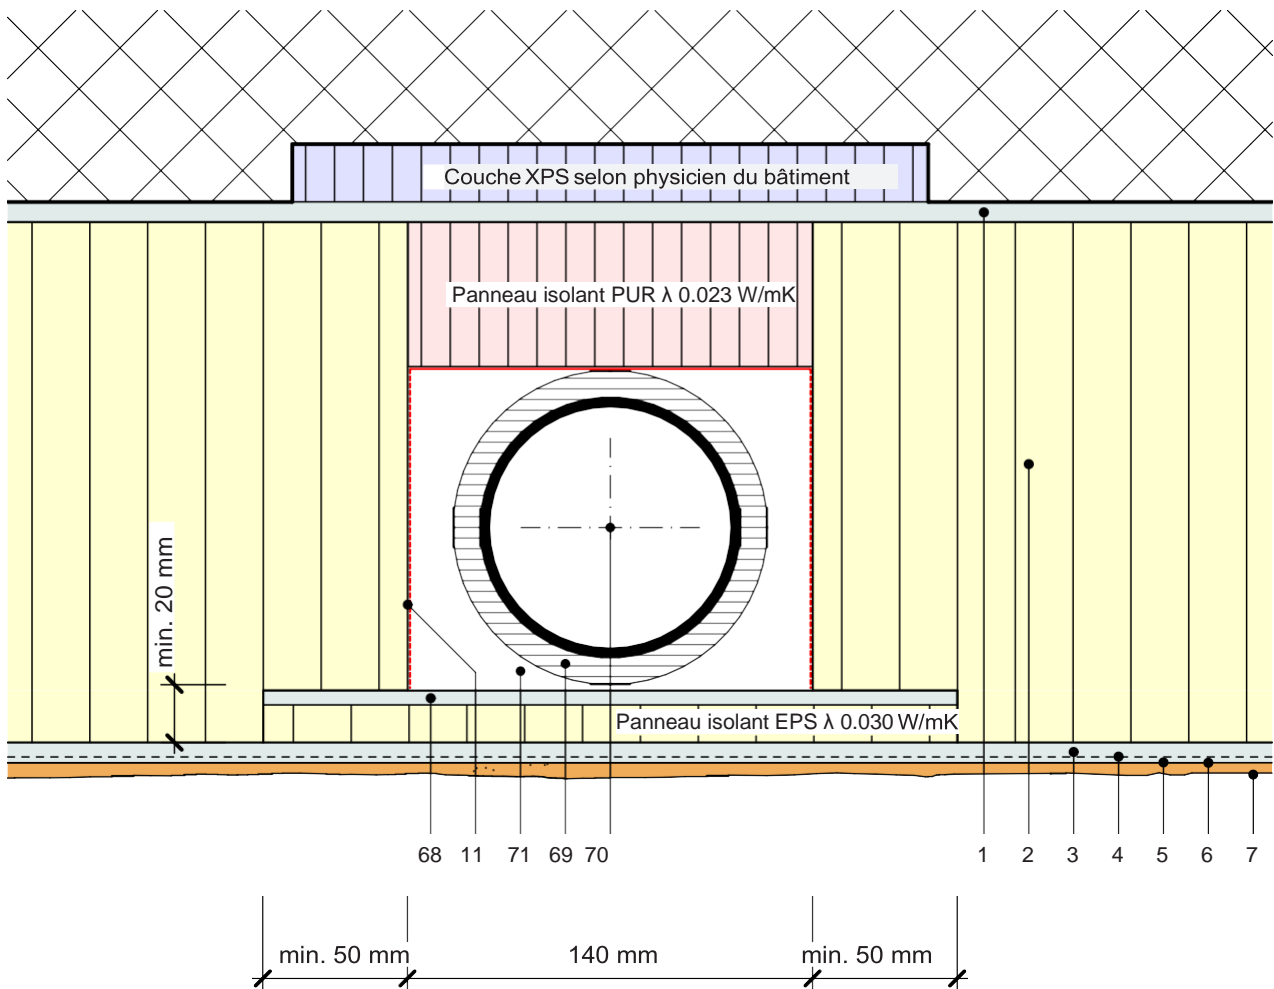 Couche XPS selon physicien du bâtiment
Panneau isolant PUR λ 0.023 W/mK
min. 20 mm
Panneau isolant EPS λ 0.030 W/mK
68 11 71 69 70 1 2 3 4 5 6 7
min. 50 mm 140 mm min. 50 mm